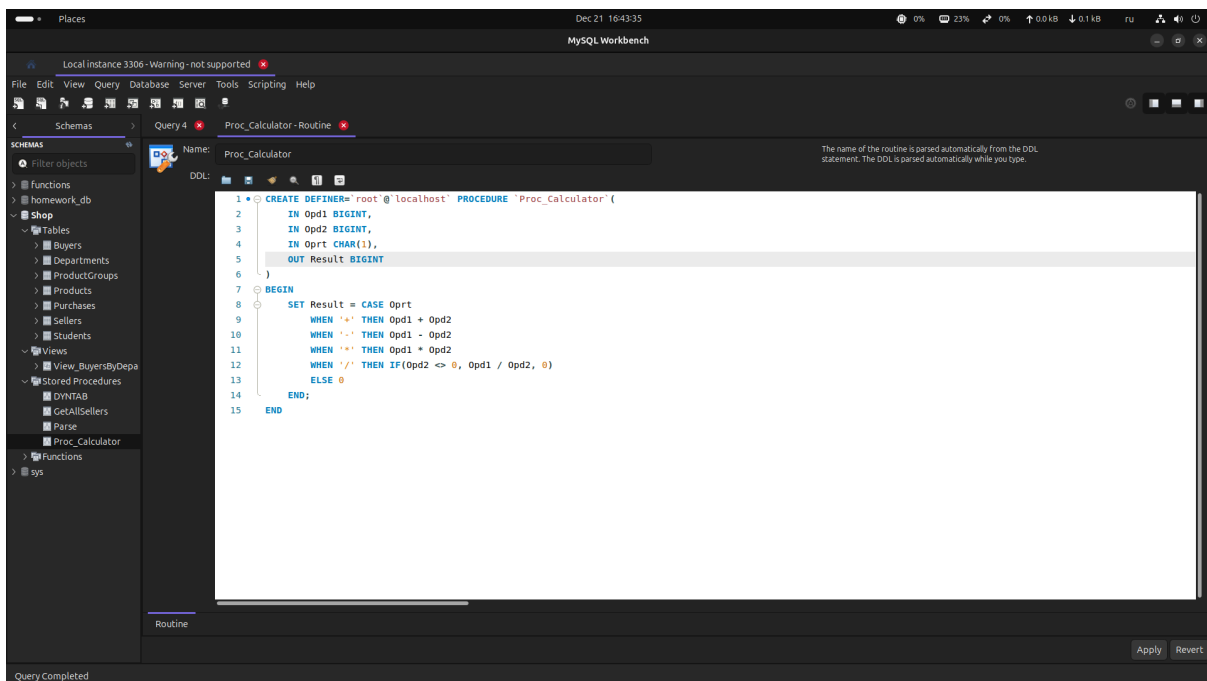 Places
Dec 21 16:43:35
0% 23% 0% ↑ 0.0 kB ↓ 0.1 kB ru
MySQL Workbench
Local instance 3306 - Warning - not supported
File Edit View Query Database Server Tools Scripting Help
Schemas
Query 4
Proc_Calculator - Routine
SCHEMAS
Filter objects
functions
homework_db
Shop
Tables
Buyers
Departments
ProductGroups
Products
Purchases
Sellers
Students
Views
View_BuyersByDepa
Stored Procedures
DYNTAB
GetAllSellers
Parse
Proc_Calculator
Functions
sys
Name: Proc_Calculator
The name of the routine is parsed automatically from the DDL
statement. The DDL is parsed automatically while you type.
DDL:
1 CREATE DEFINER=`root`@`localhost` PROCEDURE `Proc_Calculator`(
2 IN Opd1 BIGINT,
3 IN Opd2 BIGINT,
4 IN Oprt CHAR(1),
5 OUT Result BIGINT
6 )
7 BEGIN
8 SET Result = CASE Oprt
9 WHEN '+' THEN Opd1 + Opd2
10 WHEN '-' THEN Opd1 - Opd2
11 WHEN '*' THEN Opd1 * Opd2
12 WHEN '/' THEN IF(Opd2 <> 0, Opd1 / Opd2, 0)
13 ELSE 0
14 END;
15 END
Routine
Apply Revert
Query Completed